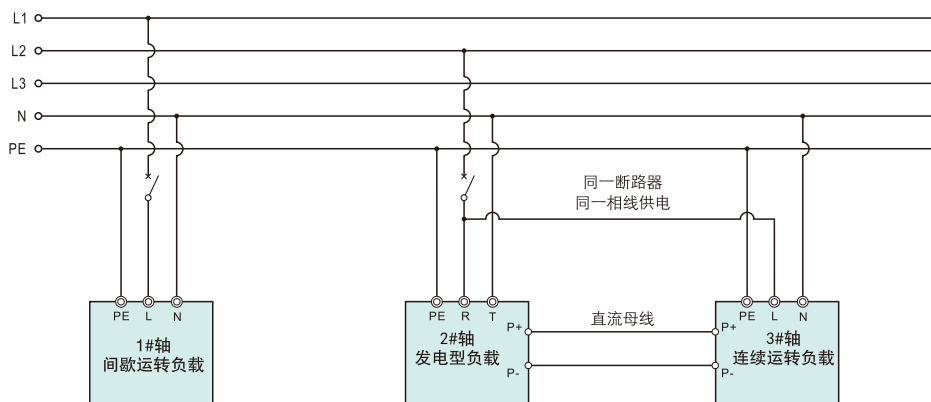 L1
L2
L3
N
PE
同一断路器
同一相线供电
PE L N
1#轴
间歇运转负载
PE R T
P+
2#轴
发电型负载
P-
直流母线
PE L N
P+
3#轴
连续运转负载
P-